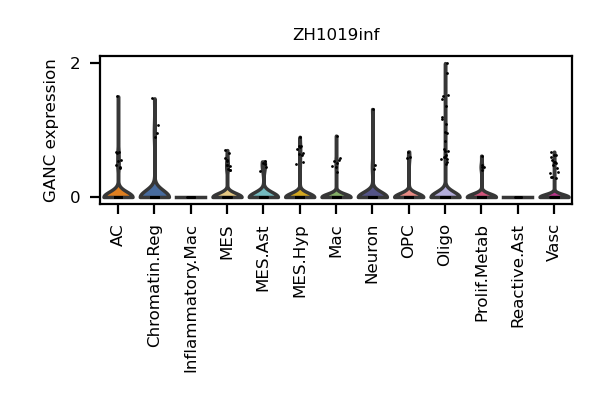 ZH1019inf
GANC expression
2
0
AC
Chromatin.Reg
Inflammatory.Mac
MES
MES.Ast
MES.Hyp
Mac
Neuron
OPC
Oligo
Prolif.Metab
Reactive.Ast
Vasc